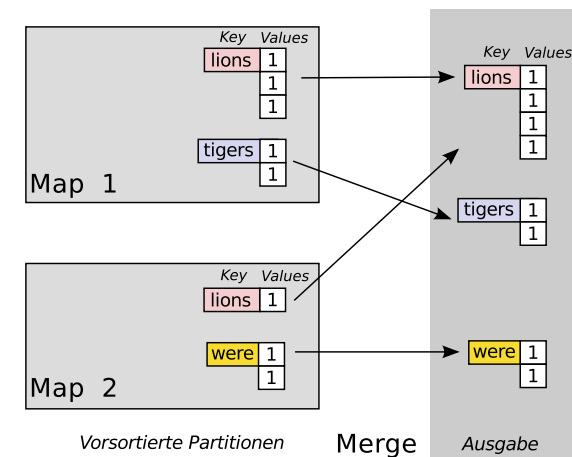 Key Values
lions 1
1
1
tigers 1
1
Map 1
Key Values
lions 1
were 1
1
Map 2
Vorsortierte Partitionen
Merge
Key Values
lions 1
1
1
1
tigers 1
1
were 1
1
Ausgabe